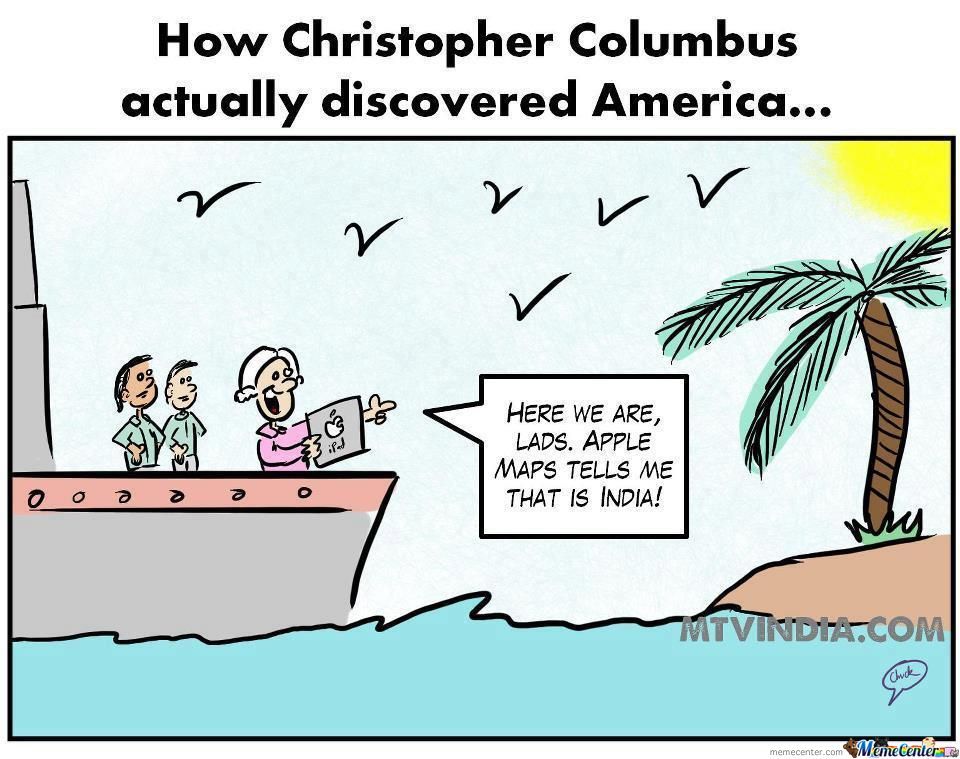 How Christopher Columbus
actually discovered America...
HERE WE ARE,
LADS. APPLE
MAPS TELLS ME
THAT IS INDIA!
iPad
MTVINDIA.COM
Chuck
memecenter.com MemeCenter